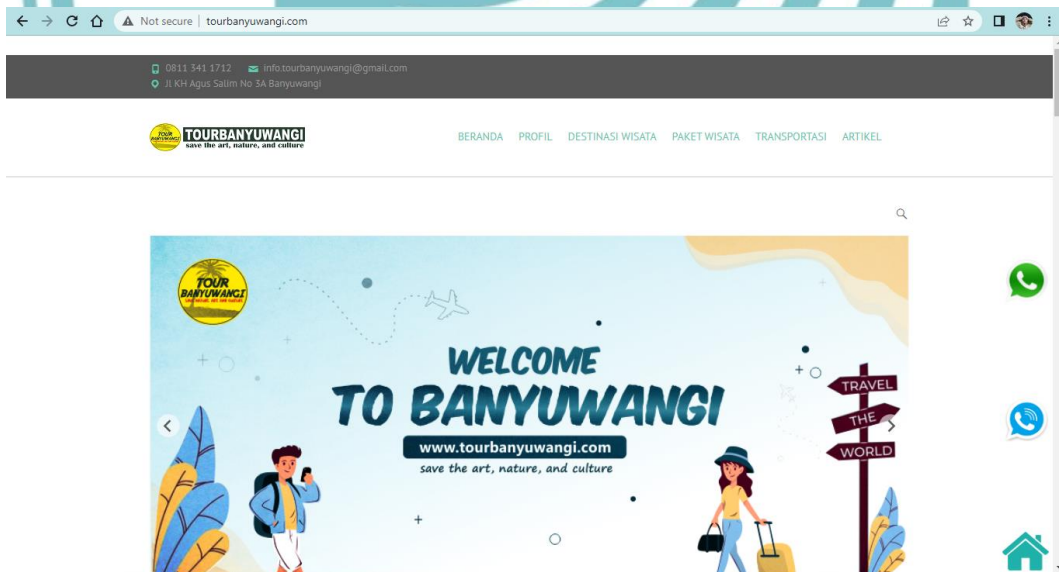 Not secure | tourbanyuwangi.com
0811 341 1712 info.tourbanyuwangi@gmail.com
Jl KH Agus Salim No 3A Banyuwangi
TOUR BANYUWANGI
TOURBANYUWANGI
save the art, nature, and culture
BERANDA PROFIL DESTINASI WISATA PAKET WISATA TRANSPORTASI ARTIKEL
TOUR
BANYUWANGI
WELCOME
TO BANYUWANGI
www.tourbanyuwangi.com
save the art, nature, and culture
TRAVEL
THE
WORLD